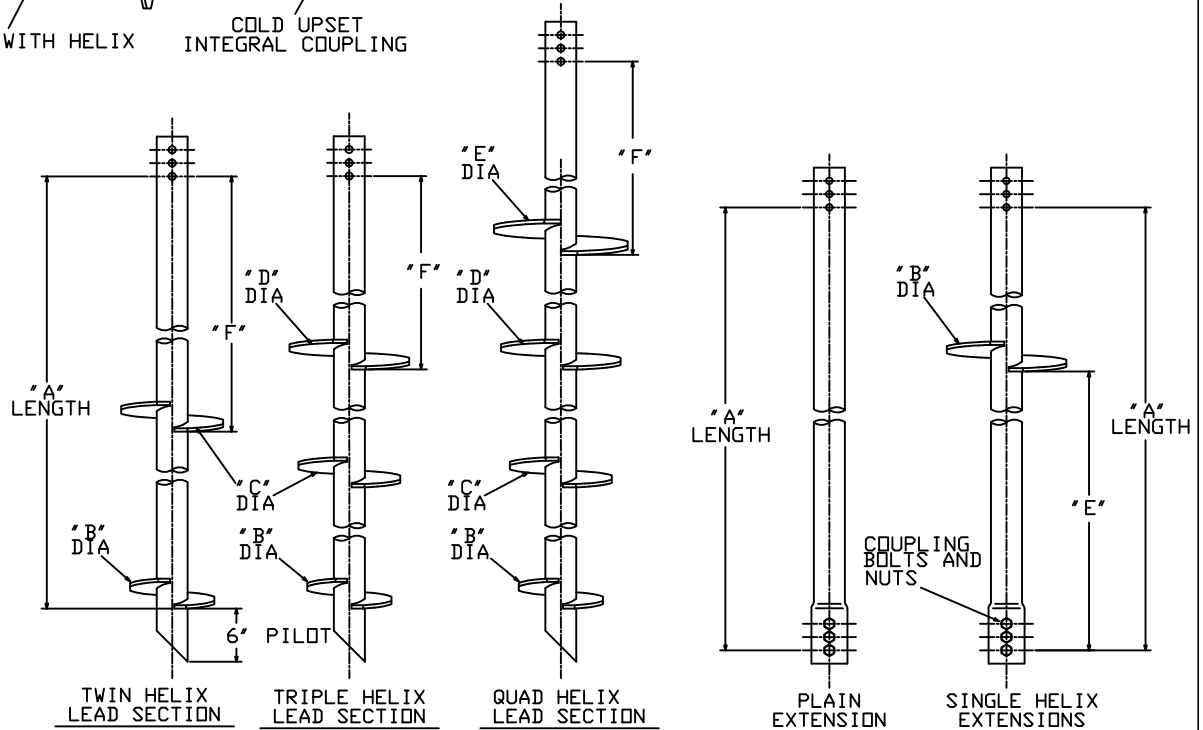 WITH HELIX
COLD UPSET
INTEGRAL COUPLING
"A"
LENGTH
"F"
"C"
DIA
"B"
DIA
6" PILOT
TWIN HELIX
LEAD SECTION
"D"
DIA
"F"
"B"
DIA
TRIPLE HELIX
LEAD SECTION
"E"
DIA
"F"
"D"
DIA
"C"
DIA
"B"
DIA
QUAD HELIX
LEAD SECTION
"A"
LENGTH
PLAIN
EXTENSION
"B"
DIA
"A"
LENGTH
"E"
COUPLING
BOLTS AND
NUTS
SINGLE HELIX
EXTENSIONS